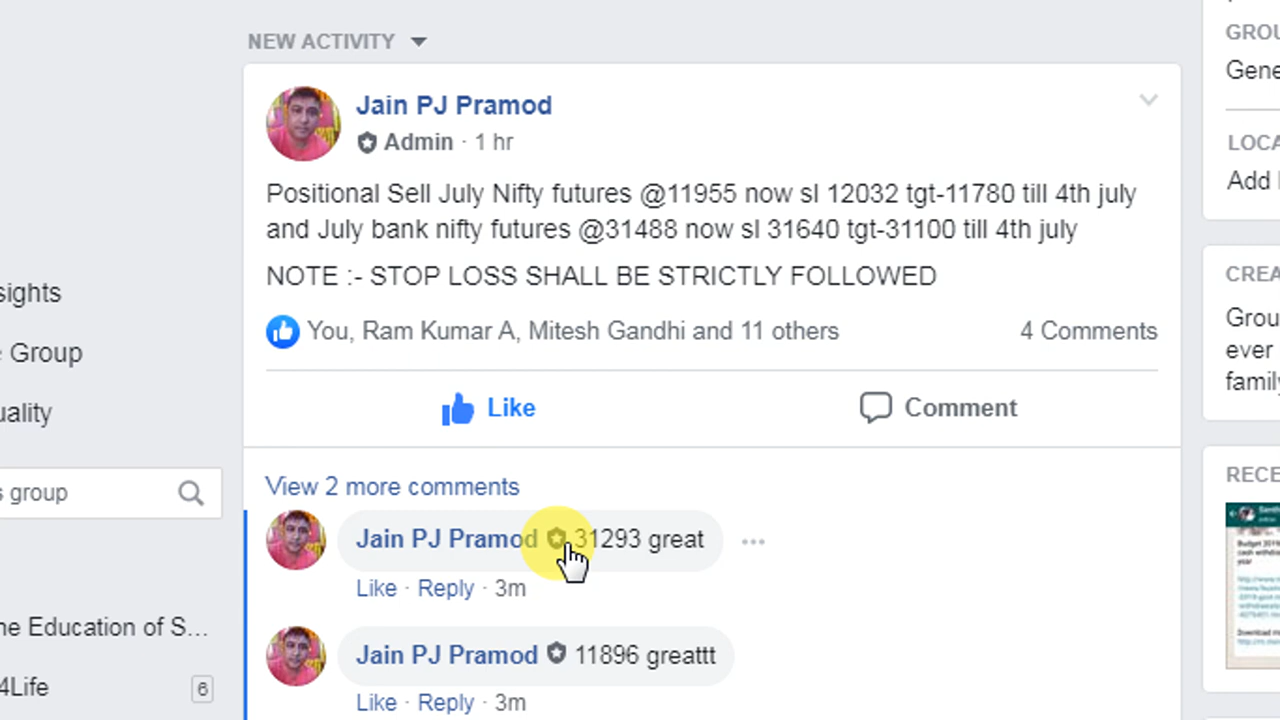 NEW ACTIVITY
Jain PJ Pramod
Admin · 1 hr
Positional Sell July Nifty futures @11955 now sl 12032 tgt-11780 till 4th july
and July bank nifty futures @31488 now sl 31640 tgt-31100 till 4th july
NOTE :- STOP LOSS SHALL BE STRICTLY FOLLOWED
You, Ram Kumar A, Mitesh Gandhi and 11 others 4 Comments
Like Comment
View 2 more comments
Jain PJ Pramod 31293 great
Like · Reply · 3m
Jain PJ Pramod 11896 greattt
Like · Reply · 3m
sights
Group
uality
s group
he Education of S...
4Life 6
GROU
Gene
LOCA
Add
CREA
Grou
ever
family
RECE